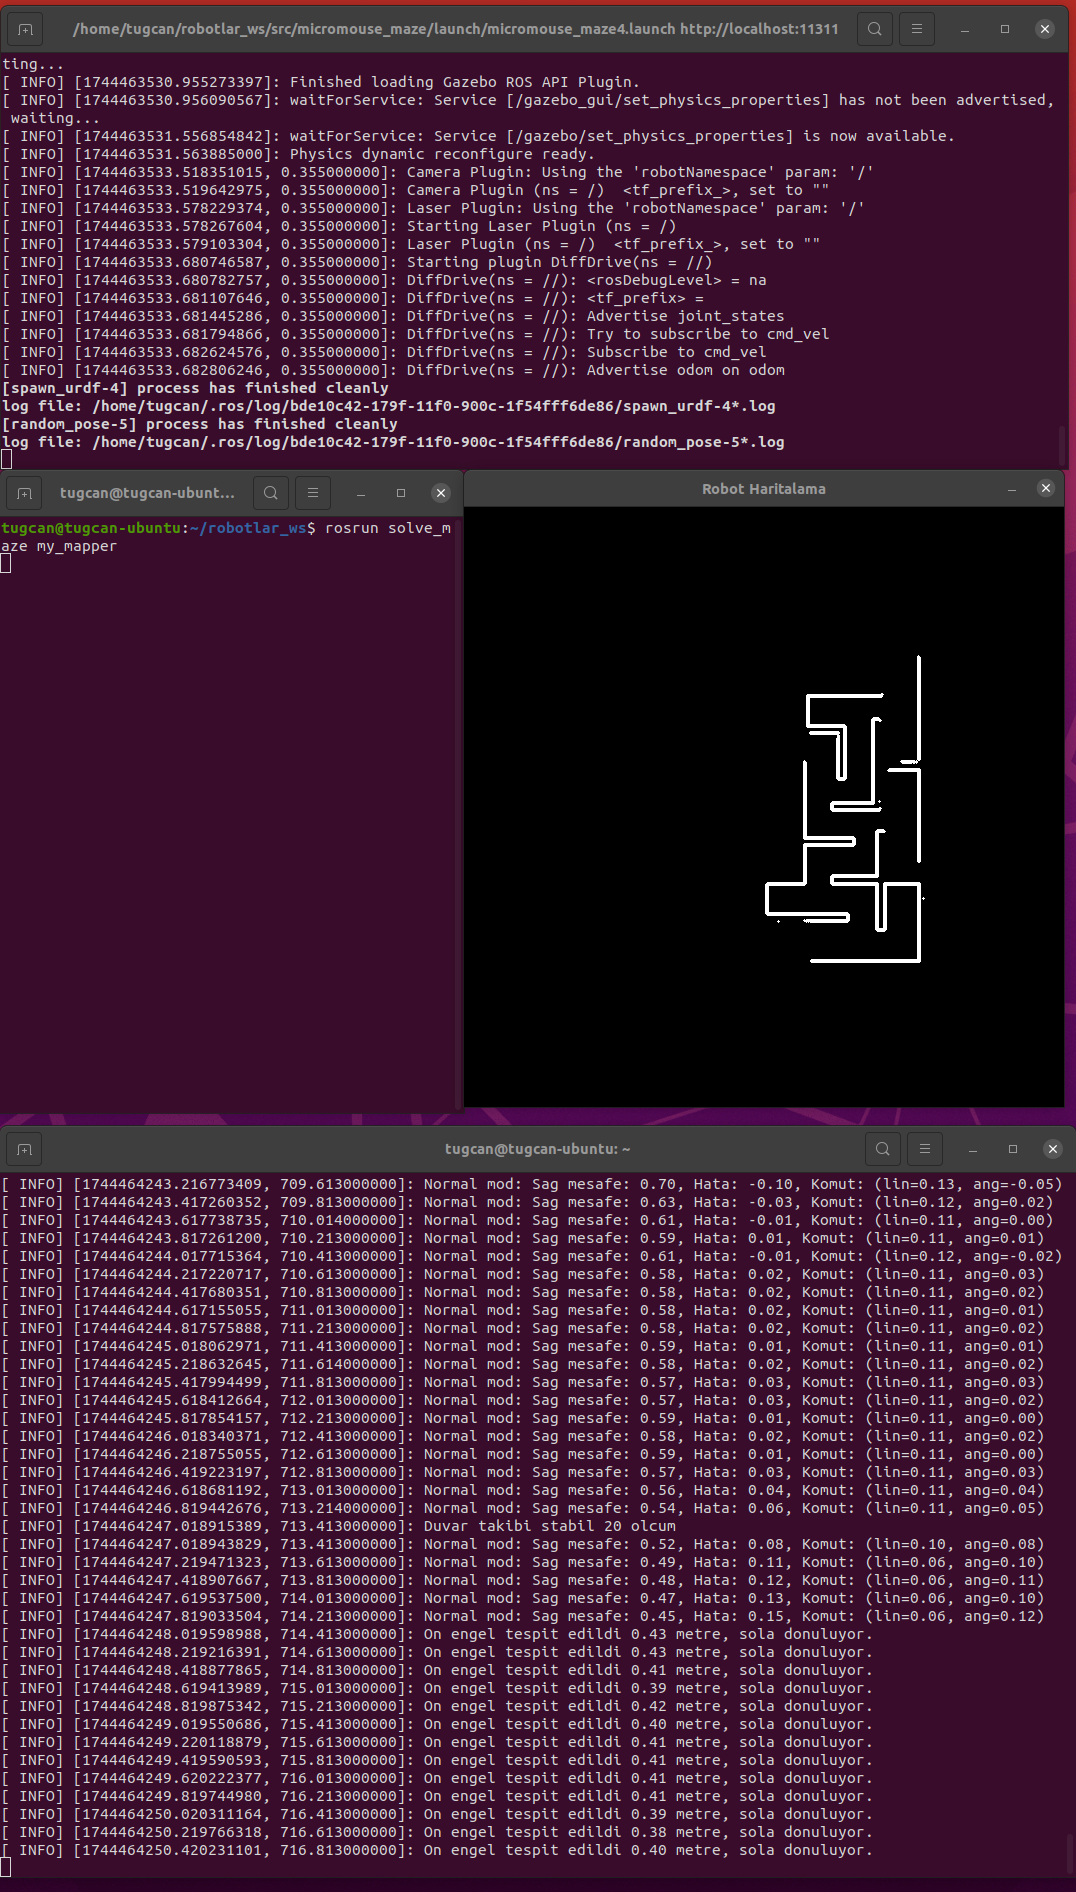 /home/tugcan/robotlar_ws/src/micromouse_maze/launch/micromouse_maze4.launch http://localhost:11311
ting...
[ INFO] [1744463530.955273397]: Finished loading Gazebo ROS API Plugin.
[ INFO] [1744463530.956090567]: waitForService: Service [/gazebo_gui/set_physics_properties] has not been advertised,
 waiting...
[ INFO] [1744463531.556854842]: waitForService: Service [/gazebo/set_physics_properties] is now available.
[ INFO] [1744463531.563885000]: Physics dynamic reconfigure ready.
[ INFO] [1744463533.518351015, 0.355000000]: Camera Plugin: Using the 'robotNamespace' param: '/'
[ INFO] [1744463533.519642975, 0.355000000]: Camera Plugin (ns = /)  <tf_prefix_>, set to ""
[ INFO] [1744463533.578229374, 0.355000000]: Laser Plugin: Using the 'robotNamespace' param: '/'
[ INFO] [1744463533.578267604, 0.355000000]: Starting Laser Plugin (ns = /)
[ INFO] [1744463533.579103304, 0.355000000]: Laser Plugin (ns = /)  <tf_prefix_>, set to ""
[ INFO] [1744463533.680746587, 0.355000000]: Starting plugin DiffDrive(ns = //)
[ INFO] [1744463533.680782757, 0.355000000]: DiffDrive(ns = //): <rosDebugLevel> = na
[ INFO] [1744463533.681107646, 0.355000000]: DiffDrive(ns = //): <tf_prefix> =
[ INFO] [1744463533.681445286, 0.355000000]: DiffDrive(ns = //): Advertise joint_states
[ INFO] [1744463533.681794866, 0.355000000]: DiffDrive(ns = //): Try to subscribe to cmd_vel
[ INFO] [1744463533.682624576, 0.355000000]: DiffDrive(ns = //): Subscribe to cmd_vel
[ INFO] [1744463533.682806246, 0.355000000]: DiffDrive(ns = //): Advertise odom on odom
[spawn_urdf-4] process has finished cleanly
log file: /home/tugcan/.ros/log/bde10c42-179f-11f0-900c-1f54fff6de86/spawn_urdf-4*.log
[random_pose-5] process has finished cleanly
log file: /home/tugcan/.ros/log/bde10c42-179f-11f0-900c-1f54fff6de86/random_pose-5*.log
tugcan@tugcan-ubunt...
tugcan@tugcan-ubuntu:~/robotlar_ws$ rosrun solve_m
aze my_mapper
Robot Haritalama
tugcan@tugcan-ubuntu: ~
[ INFO] [1744464243.216773409, 709.613000000]: Normal mod: Sag mesafe: 0.70, Hata: -0.10, Komut: (lin=0.13, ang=-0.05)
[ INFO] [1744464243.417260352, 709.813000000]: Normal mod: Sag mesafe: 0.63, Hata: -0.03, Komut: (lin=0.12, ang=0.02)
[ INFO] [1744464243.617738735, 710.014000000]: Normal mod: Sag mesafe: 0.61, Hata: -0.01, Komut: (lin=0.11, ang=0.00)
[ INFO] [1744464243.817261200, 710.213000000]: Normal mod: Sag mesafe: 0.59, Hata: 0.01, Komut: (lin=0.11, ang=0.01)
[ INFO] [1744464244.017715364, 710.413000000]: Normal mod: Sag mesafe: 0.61, Hata: -0.01, Komut: (lin=0.12, ang=-0.02)
[ INFO] [1744464244.217220717, 710.613000000]: Normal mod: Sag mesafe: 0.58, Hata: 0.02, Komut: (lin=0.11, ang=0.03)
[ INFO] [1744464244.417680351, 710.813000000]: Normal mod: Sag mesafe: 0.58, Hata: 0.02, Komut: (lin=0.11, ang=0.02)
[ INFO] [1744464244.617155055, 711.013000000]: Normal mod: Sag mesafe: 0.58, Hata: 0.02, Komut: (lin=0.11, ang=0.01)
[ INFO] [1744464244.817575888, 711.213000000]: Normal mod: Sag mesafe: 0.58, Hata: 0.02, Komut: (lin=0.11, ang=0.02)
[ INFO] [1744464245.018062971, 711.413000000]: Normal mod: Sag mesafe: 0.59, Hata: 0.01, Komut: (lin=0.11, ang=0.01)
[ INFO] [1744464245.218632645, 711.614000000]: Normal mod: Sag mesafe: 0.58, Hata: 0.02, Komut: (lin=0.11, ang=0.02)
[ INFO] [1744464245.417994499, 711.813000000]: Normal mod: Sag mesafe: 0.57, Hata: 0.03, Komut: (lin=0.11, ang=0.03)
[ INFO] [1744464245.618412664, 712.013000000]: Normal mod: Sag mesafe: 0.57, Hata: 0.03, Komut: (lin=0.11, ang=0.02)
[ INFO] [1744464245.817854157, 712.213000000]: Normal mod: Sag mesafe: 0.59, Hata: 0.01, Komut: (lin=0.11, ang=0.00)
[ INFO] [1744464246.018340371, 712.413000000]: Normal mod: Sag mesafe: 0.58, Hata: 0.02, Komut: (lin=0.11, ang=0.02)
[ INFO] [1744464246.218755055, 712.613000000]: Normal mod: Sag mesafe: 0.59, Hata: 0.01, Komut: (lin=0.11, ang=0.00)
[ INFO] [1744464246.419223197, 712.813000000]: Normal mod: Sag mesafe: 0.57, Hata: 0.03, Komut: (lin=0.11, ang=0.03)
[ INFO] [1744464246.618681192, 713.013000000]: Normal mod: Sag mesafe: 0.56, Hata: 0.04, Komut: (lin=0.11, ang=0.04)
[ INFO] [1744464246.819442676, 713.214000000]: Normal mod: Sag mesafe: 0.54, Hata: 0.06, Komut: (lin=0.11, ang=0.05)
[ INFO] [1744464247.018915389, 713.413000000]: Duvar takibi stabil 20 olcum
[ INFO] [1744464247.018943829, 713.413000000]: Normal mod: Sag mesafe: 0.52, Hata: 0.08, Komut: (lin=0.10, ang=0.08)
[ INFO] [1744464247.219471323, 713.613000000]: Normal mod: Sag mesafe: 0.49, Hata: 0.11, Komut: (lin=0.06, ang=0.10)
[ INFO] [1744464247.418907667, 713.813000000]: Normal mod: Sag mesafe: 0.48, Hata: 0.12, Komut: (lin=0.06, ang=0.11)
[ INFO] [1744464247.619537500, 714.013000000]: Normal mod: Sag mesafe: 0.47, Hata: 0.13, Komut: (lin=0.06, ang=0.10)
[ INFO] [1744464247.819033504, 714.213000000]: Normal mod: Sag mesafe: 0.45, Hata: 0.15, Komut: (lin=0.06, ang=0.12)
[ INFO] [1744464248.019598988, 714.413000000]: On engel tespit edildi 0.43 metre, sola donuluyor.
[ INFO] [1744464248.219216391, 714.613000000]: On engel tespit edildi 0.43 metre, sola donuluyor.
[ INFO] [1744464248.418877865, 714.813000000]: On engel tespit edildi 0.41 metre, sola donuluyor.
[ INFO] [1744464248.619413989, 715.013000000]: On engel tespit edildi 0.39 metre, sola donuluyor.
[ INFO] [1744464248.819875342, 715.213000000]: On engel tespit edildi 0.42 metre, sola donuluyor.
[ INFO] [1744464249.019550686, 715.413000000]: On engel tespit edildi 0.40 metre, sola donuluyor.
[ INFO] [1744464249.220118879, 715.613000000]: On engel tespit edildi 0.41 metre, sola donuluyor.
[ INFO] [1744464249.419590593, 715.813000000]: On engel tespit edildi 0.41 metre, sola donuluyor.
[ INFO] [1744464249.620222377, 716.013000000]: On engel tespit edildi 0.41 metre, sola donuluyor.
[ INFO] [1744464249.819744980, 716.213000000]: On engel tespit edildi 0.41 metre, sola donuluyor.
[ INFO] [1744464250.020311164, 716.413000000]: On engel tespit edildi 0.39 metre, sola donuluyor.
[ INFO] [1744464250.219766318, 716.613000000]: On engel tespit edildi 0.38 metre, sola donuluyor.
[ INFO] [1744464250.420231101, 716.813000000]: On engel tespit edildi 0.40 metre, sola donuluyor.